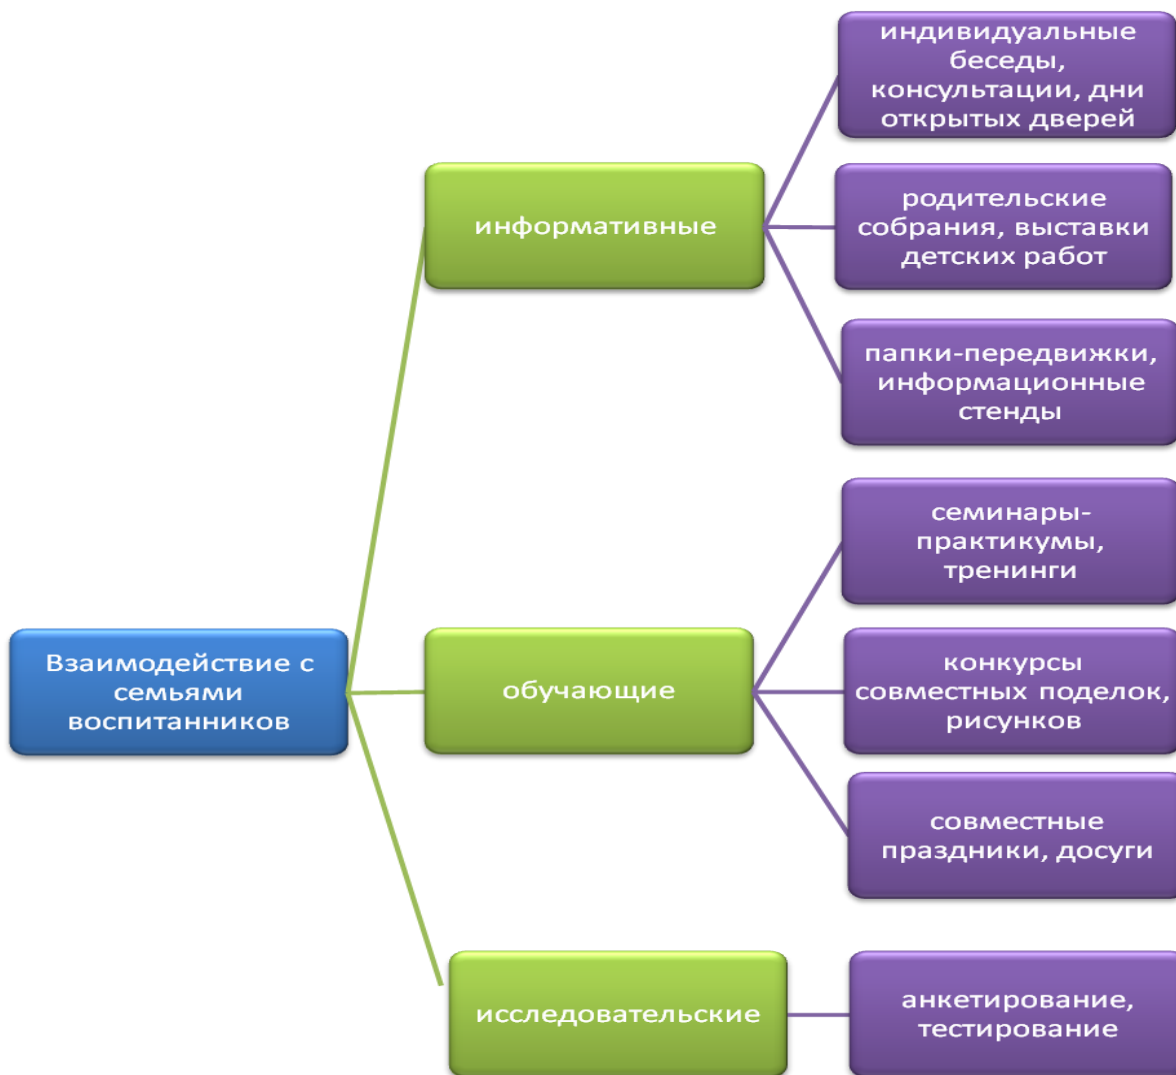 Взаимодействие с
семьями
воспитанников
информативные
индивидуальные
беседы,
консультации, дни
открытых дверей
родительские
собрания, выставки
детских работ
папки-передвижки,
информационные
стенды
обучающие
семинары-
практикумы,
тренинги
конкурсы
совместных поделок,
рисунков
совместные
праздники, досуги
исследовательские
анкетирование,
тестирование